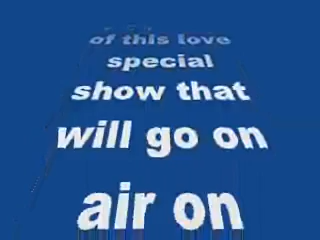 of this love
special
show that
will go on
air on